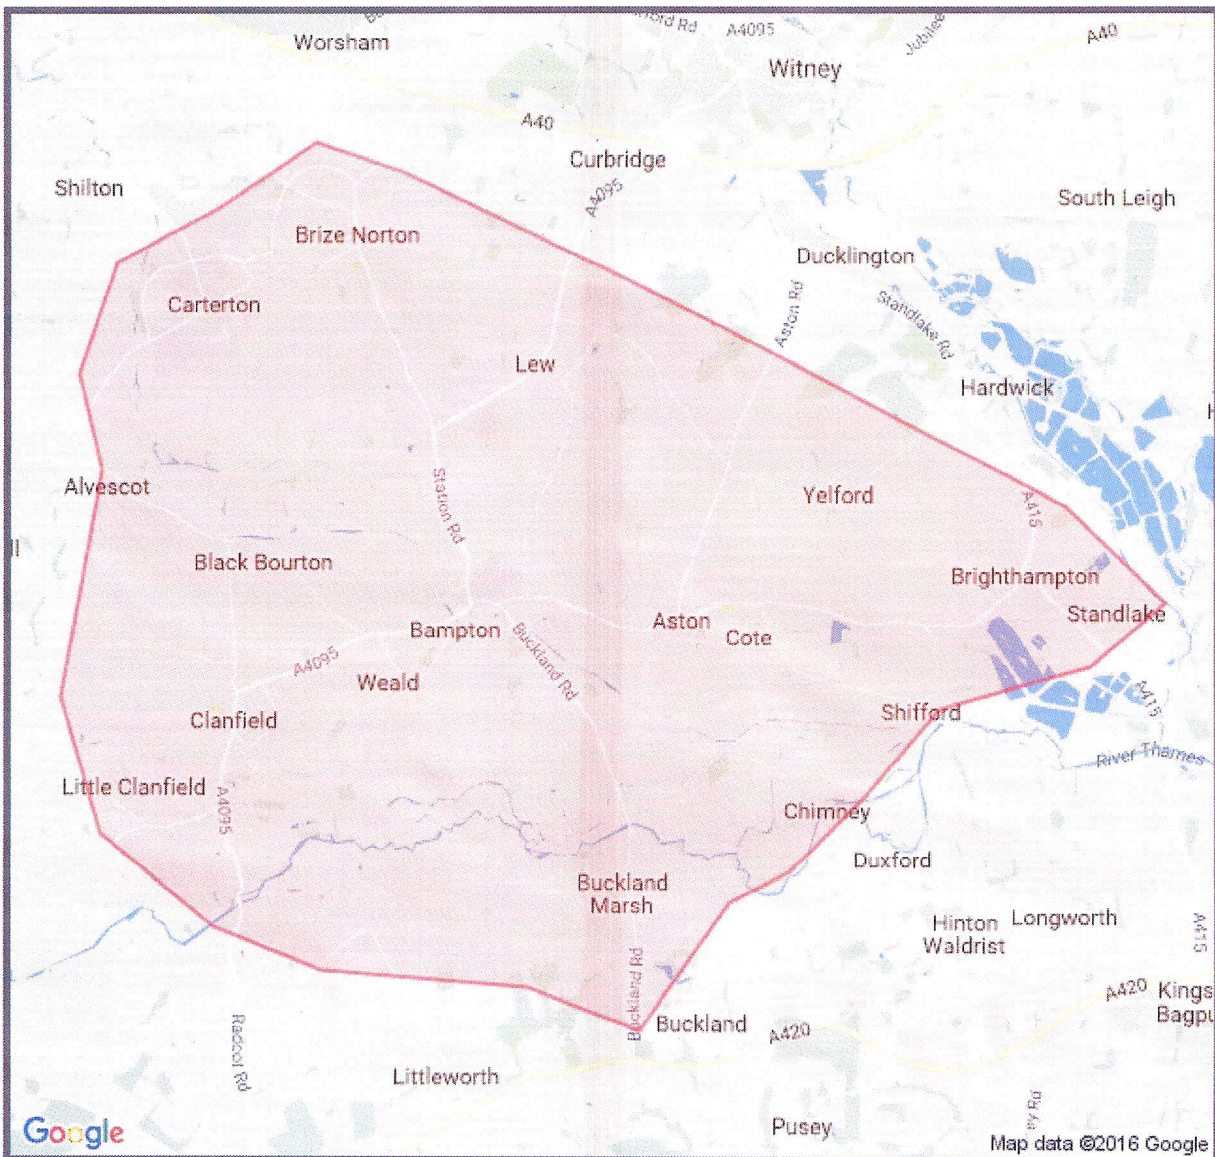 Worsham
A4095
A40
Witney
A40
Curbridge
Shilton
A4095
South Leigh
Brize Norton
Ducklington
Carterton
Aston Rd
Standlake Rd
Lew
Hardwick
Alvescot
Station Rd
Yelford
A415
Black Bourton
Brighthampton
Standlake
Bampton
Buckland Rd
Aston
Cote
A4095
Weald
Clanfield
Shifford
A415
River Thames
Little Clanfield
A4095
Chimney
Duxford
Buckland
Marsh
Hinton
Waldrist
Longworth
A415
Buckland Rd
A420
Kings
Bagpu
Buckland
A420
Radcot Rd
Littleworth
Pusey
Google
Map data ©2016 Google